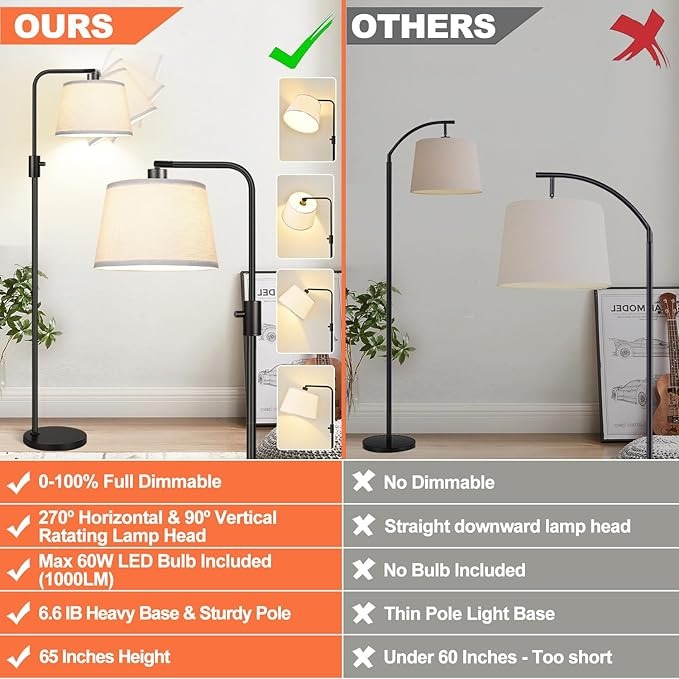 OURS
OTHERS
0-100% Full Dimmable
No Dimmable
270º Horizontal & 90º Vertical
Ratating Lamp Head
Straight downward lamp head
Max 60W LED Bulb Included
(1000LM)
No Bulb Included
6.6 IB Heavy Base & Sturdy Pole
Thin Pole Light Base
65 Inches Height
Under 60 Inches - Too short